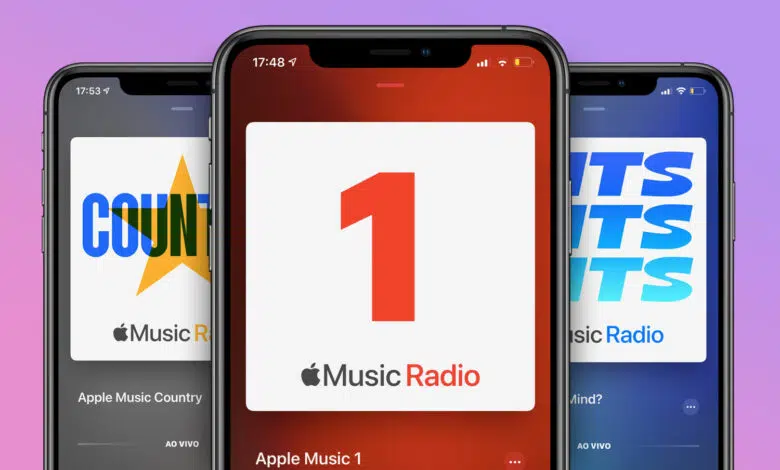 17:53
COUNT
Music Ra
Apple Music Country
AO VIVO
17:48
1
Music Radio
Apple Music 1
ITS
ITS
ITS
sic Radio
Mind?
AO VIVO